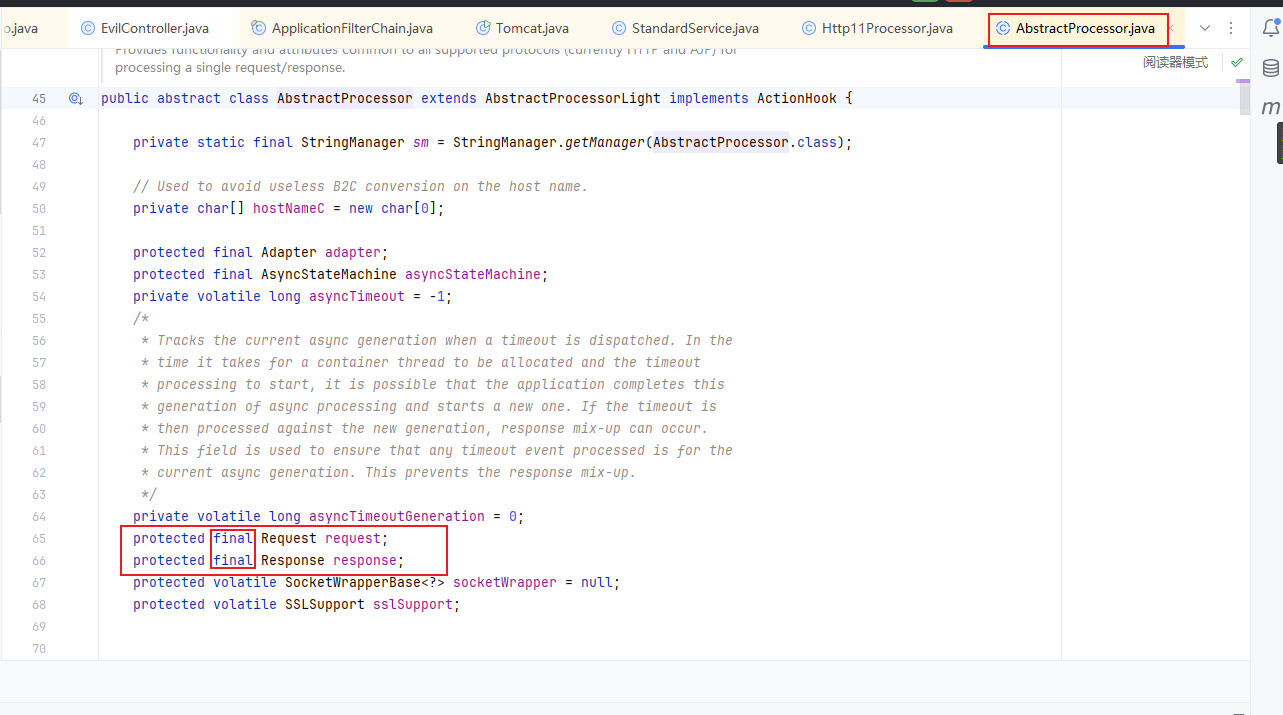 o.java EvilController.java ApplicationFilterChain.java Tomcat.java StandardService.java Http11Processor.java AbstractProcessor.java
Provides functionality and attributes common to all supported protocols (currently HTTP and AJP) for
processing a single request/response.
阅读器模式
45 public abstract class AbstractProcessor extends AbstractProcessorLight implements ActionHook {
46
47 private static final StringManager sm = StringManager.getManager(AbstractProcessor.class);
48
49 // Used to avoid useless B2C conversion on the host name.
50 private char[] hostNameC = new char[0];
51
52 protected final Adapter adapter;
53 protected final AsyncStateMachine asyncStateMachine;
54 private volatile long asyncTimeout = -1;
55 /*
56 * Tracks the current async generation when a timeout is dispatched. In the
57 * time it takes for a container thread to be allocated and the timeout
58 * processing to start, it is possible that the application completes this
59 * generation of async processing and starts a new one. If the timeout is
60 * then processed against the new generation, response mix-up can occur.
61 * This field is used to ensure that any timeout event processed is for the
62 * current async generation. This prevents the response mix-up.
63 */
64 private volatile long asyncTimeoutGeneration = 0;
65 protected final Request request;
66 protected final Response response;
67 protected volatile SocketWrapperBase<?> socketWrapper = null;
68 protected volatile SSLSupport sslSupport;
69
70
m